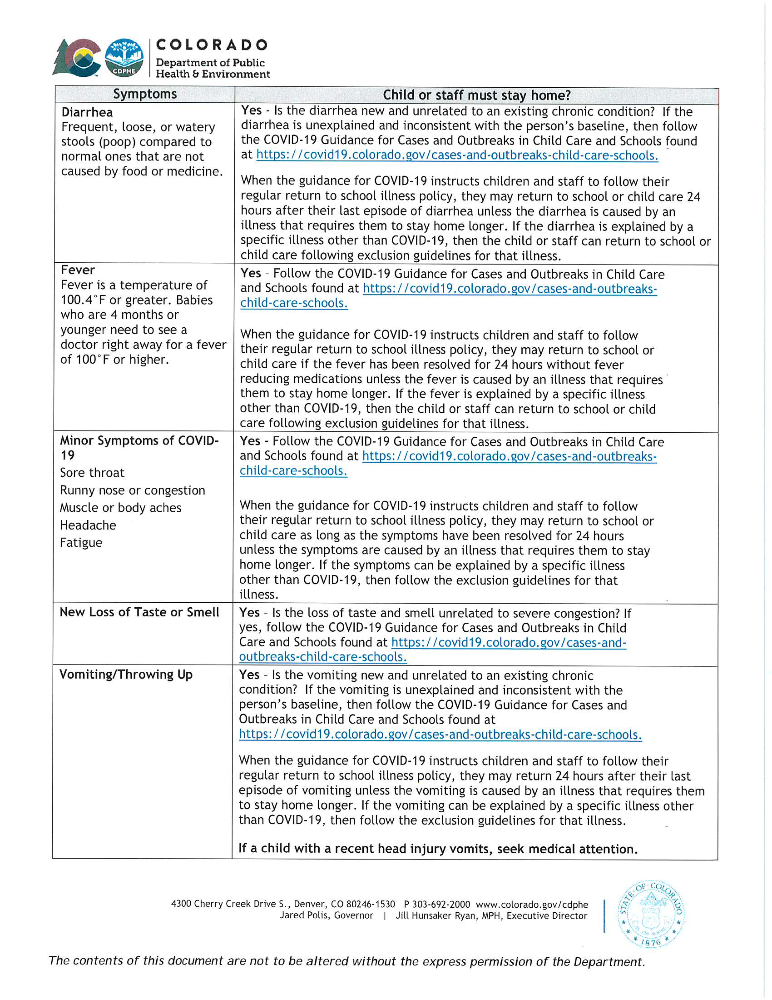 COLORADO
Department of Public
Health & Environment
CDPHE
Symptoms
Child or staff must stay home?
Diarrhea
Frequent, loose, or watery
stools (poop) compared to
normal ones that are not
caused by food or medicine.
Yes - Is the diarrhea new and unrelated to an existing chronic condition? If the
diarrhea is unexplained and inconsistent with the person's baseline, then follow
the COVID-19 Guidance for Cases and Outbreaks in Child Care and Schools found
at https://covid19.colorado.gov/cases-and-outbreaks-child-care-schools.
When the guidance for COVID-19 instructs children and staff to follow their
regular return to school illness policy, they may return to school or child care 24
hours after their last episode of diarrhea unless the diarrhea is caused by an
illness that requires them to stay home longer. If the diarrhea is explained by a
specific illness other than COVID-19, then the child or staff can return to school or
child care following exclusion guidelines for that illness.
Fever
Fever is a temperature of
100.4°F or greater. Babies
who are 4 months or
younger need to see a
doctor right away for a fever
of 100°F or higher.
Yes - Follow the COVID-19 Guidance for Cases and Outbreaks in Child Care
and Schools found at https://covid19.colorado.gov/cases-and-outbreaks-
child-care-schools.
When the guidance for COVID-19 instructs children and staff to follow
their regular return to school illness policy, they may return to school or
child care if the fever has been resolved for 24 hours without fever
reducing medications unless the fever is caused by an illness that requires
them to stay home longer. If the fever is explained by a specific illness
other than COVID-19, then the child or staff can return to school or child
care following exclusion guidelines for that illness.
Minor Symptoms of COVID-
19
Sore throat
Runny nose or congestion
Muscle or body aches
Headache
Fatigue
Yes - Follow the COVID-19 Guidance for Cases and Outbreaks in Child Care
and Schools found at https://covid19.colorado.gov/cases-and-outbreaks-
child-care-schools.
When the guidance for COVID-19 instructs children and staff to follow
their regular return to school illness policy, they may return to school or
child care as long as the symptoms have been resolved for 24 hours
unless the symptoms are caused by an illness that requires them to stay
home longer. If the symptoms can be explained by a specific illness
other than COVID-19, then follow the exclusion guidelines for that
illness.
New Loss of Taste or Smell
Yes - Is the loss of taste and smell unrelated to severe congestion? If
yes, follow the COVID-19 Guidance for Cases and Outbreaks in Child
Care and Schools found at https://covid19.colorado.gov/cases-and-
outbreaks-child-care-schools.
Vomiting/Throwing Up
Yes - Is the vomiting new and unrelated to an existing chronic
condition? If the vomiting is unexplained and inconsistent with the
person's baseline, then follow the COVID-19 Guidance for Cases and
Outbreaks in Child Care and Schools found at
https://covid19.colorado.gov/cases-and-outbreaks-child-care-schools.
When the guidance for COVID-19 instructs children and staff to follow their
regular return to school illness policy, they may return 24 hours after their last
episode of vomiting unless the vomiting is caused by an illness that requires them
to stay home longer. If the vomiting can be explained by a specific illness other
than COVID-19, then follow the exclusion guidelines for that illness.
If a child with a recent head injury vomits, seek medical attention.
4300 Cherry Creek Drive S., Denver, CO 80246-1530 P 303-692-2000 www.colorado.gov/cdphe
Jared Polis, Governor | Jill Hunsaker Ryan, MPH, Executive Director
STATE OF COLORADO
1876
The contents of this document are not to be altered without the express permission of the Department.